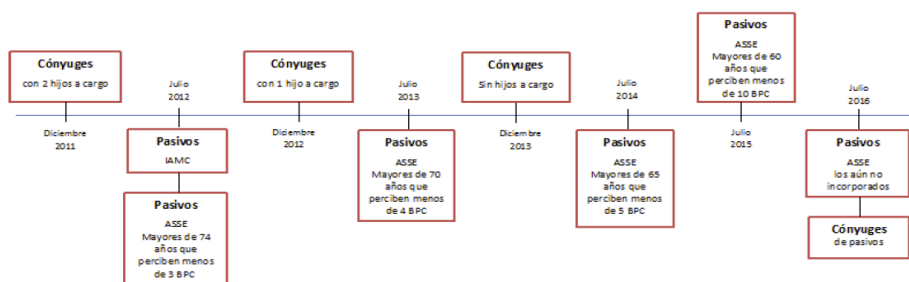 Cónyuges
con 2 hijos a cargo
Diciembre
2011
Julio
2012
Pasivos
IAMC
Pasivos
ASSE
Mayores de 74
años que
perciben menos
de 3 BPC
Cónyuges
con 1 hijo a cargo
Diciembre
2012
Julio
2013
Pasivos
ASSE
Mayores de 70
años que
perciben menos
de 4 BPC
Cónyuges
Sin hijos a cargo
Diciembre
2013
Julio
2014
Pasivos
ASSE
Mayores de 65
años que
perciben menos
de 5 BPC
Pasivos
ASSE
Mayores de 60
años que
perciben menos
de 10 BPC
Julio
2015
Julio
2016
Pasivos
ASSE
los aún no
incorporados
Cónyuges
de pasivos